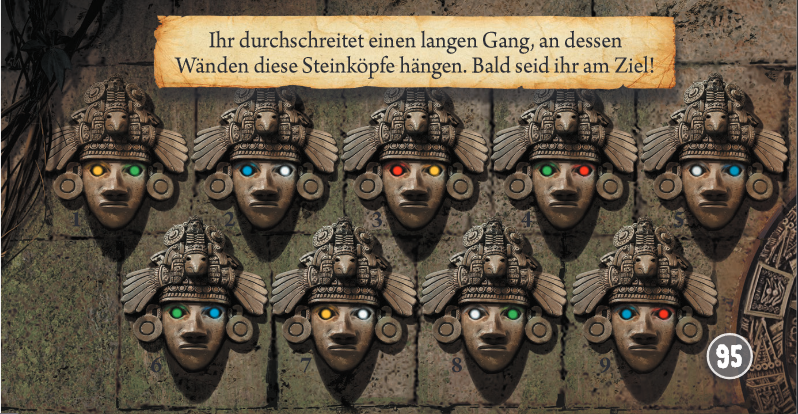 Ihr durchschreitet einen langen Gang, an dessen
Wänden diese Steinköpfe hängen. Bald seid ihr am Ziel!
1 2 3 4 5
6 7 8 9
95